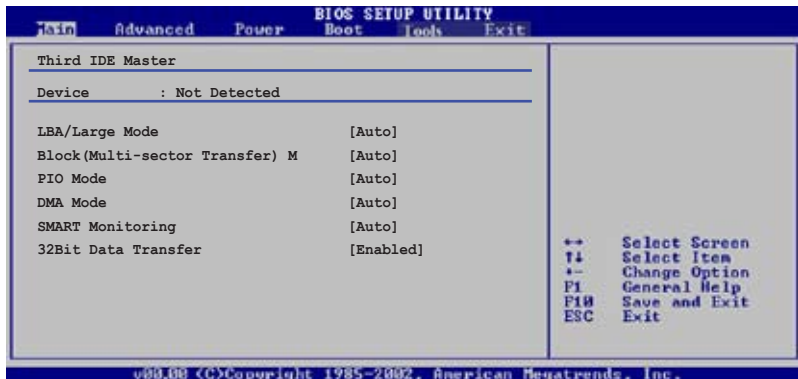 BIOS SETUP UTILITY
Main Advanced Power Boot Tools Exit
Third IDE Master
Device : Not Detected
LBA/Large Mode [Auto]
Block(Multi-sector Transfer) M [Auto]
PIO Mode [Auto]
DMA Mode [Auto]
SMART Monitoring [Auto]
32Bit Data Transfer [Enabled]
←→ Select Screen
↑↓ Select Item
+- Change Option
F1 General Help
F10 Save and Exit
ESC Exit
v00.00 (C)Copyright 1985-2002, American Megatrends, Inc.